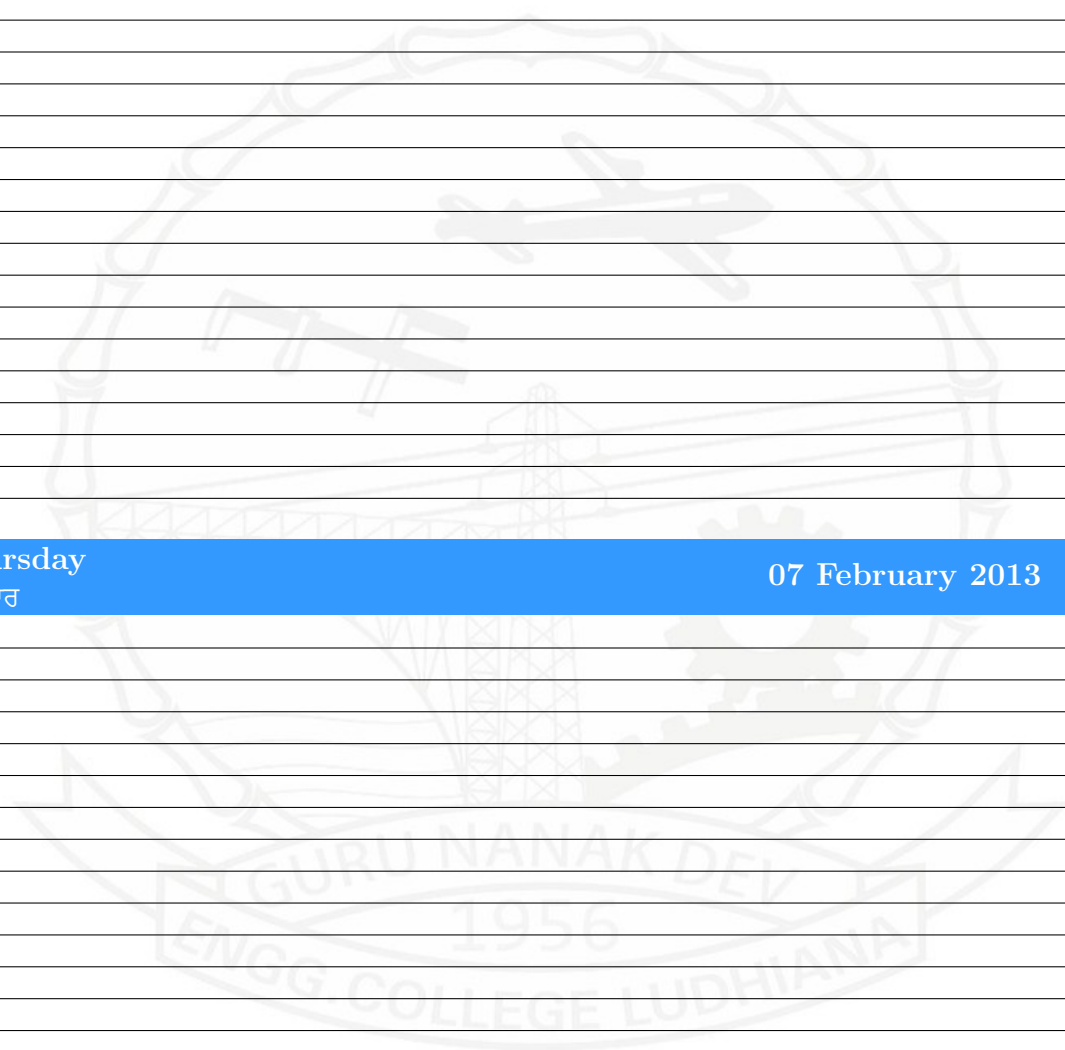 rsday
ਾਰ
07 February 2013
GURU NANAK DEV
1956
ENGG. COLLEGE LUDHIANA